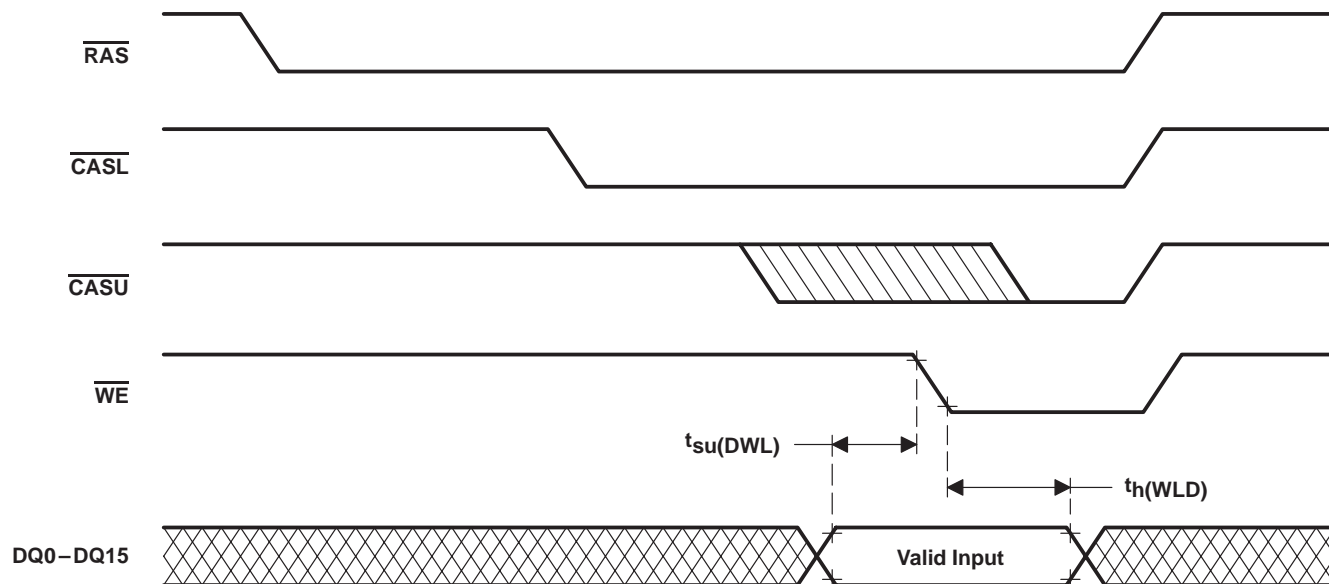 RAS
CASL
CASU
WE
tsu(DWL)
th(WLD)
DQ0–DQ15
Valid Input